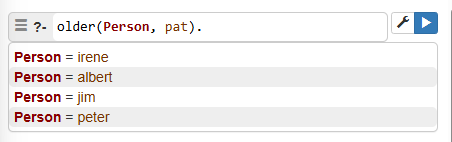 ?- older(Person, pat).
Person = irene
Person = albert
Person = jim
Person = peter